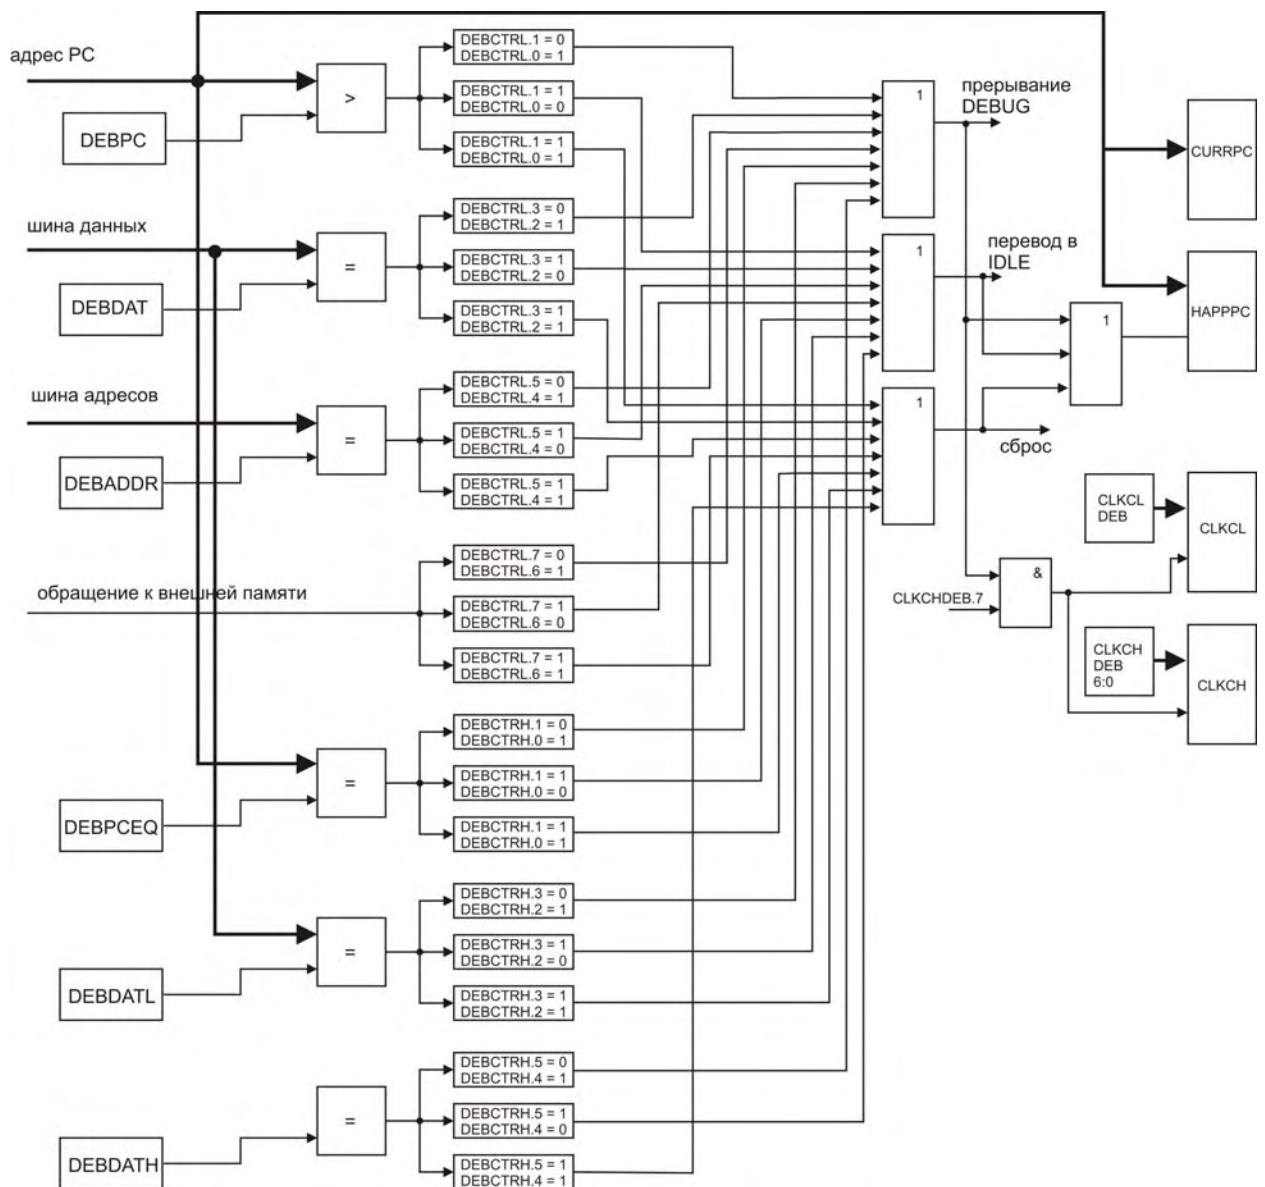 адрес PC
DEBPC
>
DEBCTRL.1 = 0
DEBCTRL.0 = 1
DEBCTRL.1 = 1
DEBCTRL.0 = 0
DEBCTRL.1 = 1
DEBCTRL.0 = 1
1
прерывание
DEBUG
CURRPC
шина данных
DEBDAT
=
DEBCTRL.3 = 0
DEBCTRL.2 = 1
DEBCTRL.3 = 1
DEBCTRL.2 = 0
DEBCTRL.3 = 1
DEBCTRL.2 = 1
1
перевод в
IDLE
1
HAPPPC
шина адресов
DEBADDR
=
DEBCTRL.5 = 0
DEBCTRL.4 = 1
DEBCTRL.5 = 1
DEBCTRL.4 = 0
DEBCTRL.5 = 1
DEBCTRL.4 = 1
1
сброс
CLKCL
DEB
CLKCL
обращение к внешней памяти
DEBCTRL.7 = 0
DEBCTRL.6 = 1
DEBCTRL.7 = 1
DEBCTRL.6 = 0
DEBCTRL.7 = 1
DEBCTRL.6 = 1
CLKCHDEB.7
&
CLKCH
DEB
6:0
CLKCH
DEBPCEQ
=
DEBCTRH.1 = 0
DEBCTRH.0 = 1
DEBCTRH.1 = 1
DEBCTRH.0 = 0
DEBCTRH.1 = 1
DEBCTRH.0 = 1
DEBDATL
=
DEBCTRH.3 = 0
DEBCTRH.2 = 1
DEBCTRH.3 = 1
DEBCTRH.2 = 0
DEBCTRH.3 = 1
DEBCTRH.2 = 1
DEBDATH
=
DEBCTRH.5 = 0
DEBCTRH.4 = 1
DEBCTRH.5 = 1
DEBCTRH.4 = 0
DEBCTRH.5 = 1
DEBCTRH.4 = 1